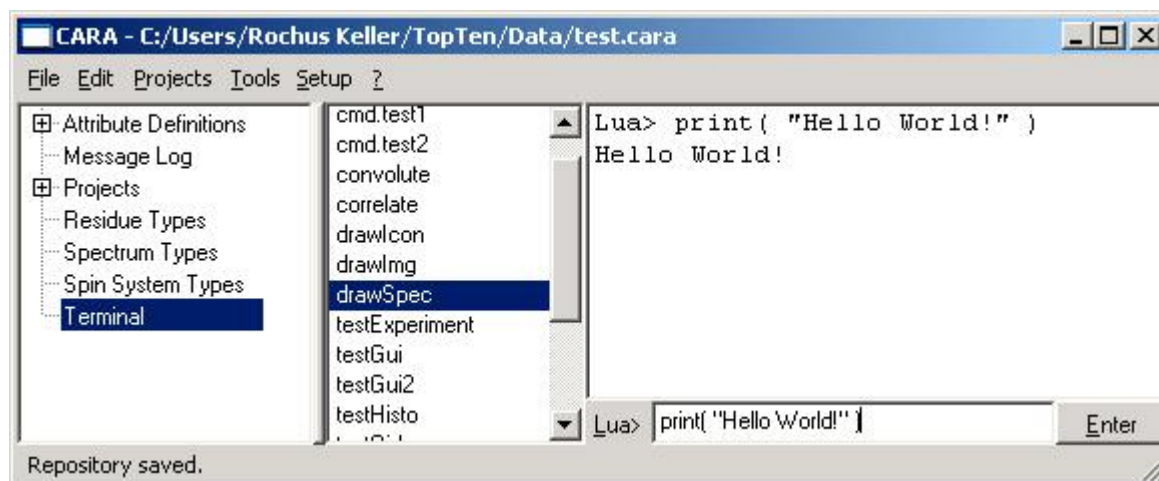 CARA - C:/Users/Rochus Keller/TopTen/Data/test.cara
File Edit Projects Tools Setup ?
Attribute Definitions
Message Log
Projects
Residue Types
Spectrum Types
Spin System Types
Terminal
cmd.test1
cmd.test2
convolute
correlate
drawIcon
drawImg
drawSpec
testExperiment
testGui
testGui2
testHisto
Lua> print( "Hello World!" )
Hello World!
Lua> print( "Hello World!" )
Enter
Repository saved.